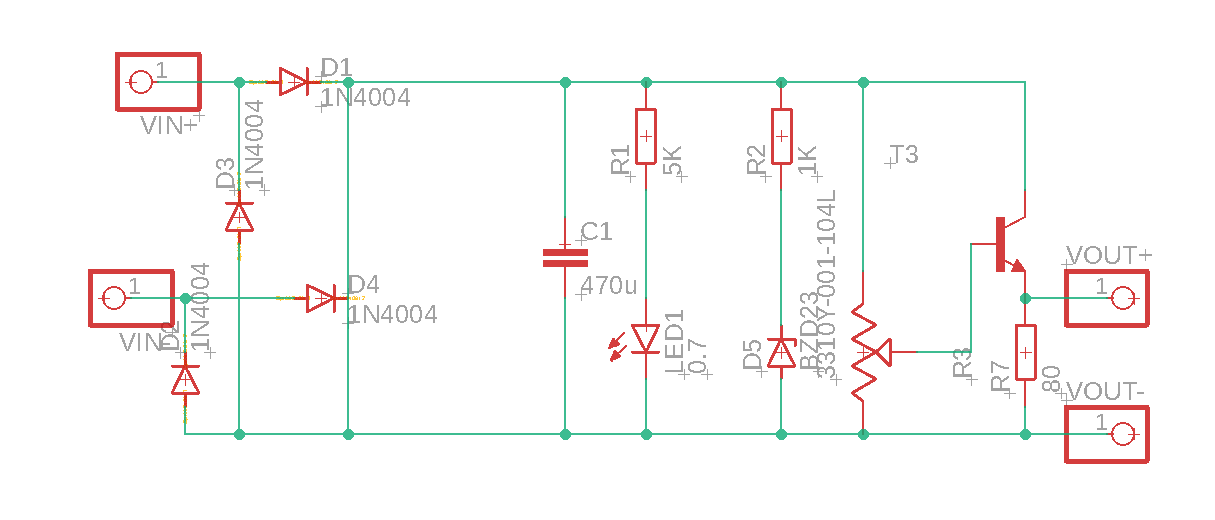 1
VIN+
D1
1N4004
D3
1N4004
1
VIN-
D2
1N4004
D4
1N4004
C1
470u
R1
5K
LED1
0.7
R2
1K
D5
BZD23
3310Y-001-104L
R3
T3
R7
80
VOUT+
1
VOUT-
1